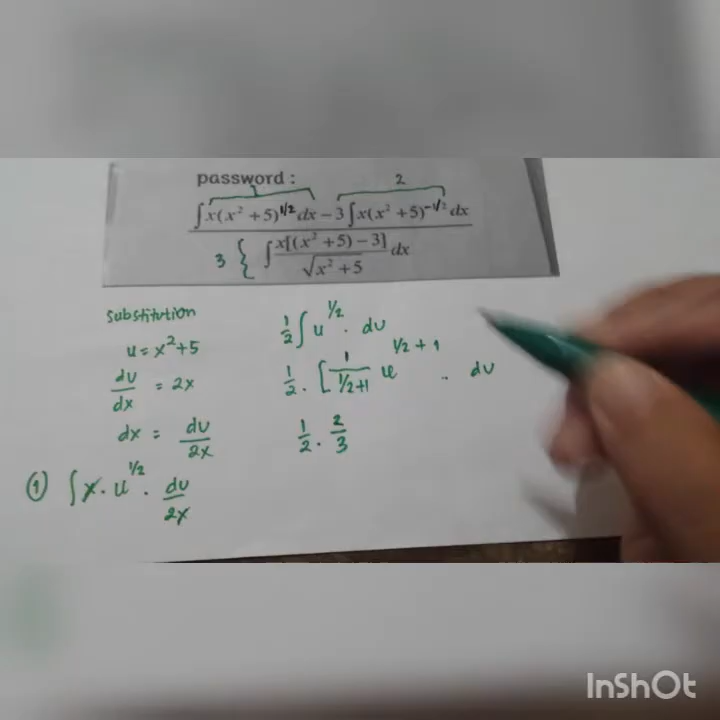 password :
1 2
∫x(x² + 5)^1/2 dx − 3 ∫x(x² + 5)^−1/2 dx
3 { ∫ x[(x² + 5) − 3] / √x² + 5 dx
Substitution
u = x² + 5
du/dx = 2x
dx = du/2x
① ∫ x · u^1/2 · du/2x
1/2 ∫ u^1/2 · du
1/2 · [ 1/(1/2+1) u^1/2 + 1 · du
1/2 · 2/3
InShOt